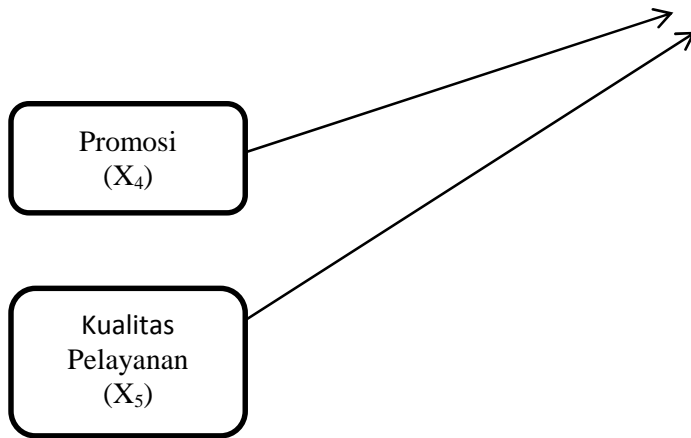 Promosi
(X₄)
Kualitas
Pelayanan
(X₅)